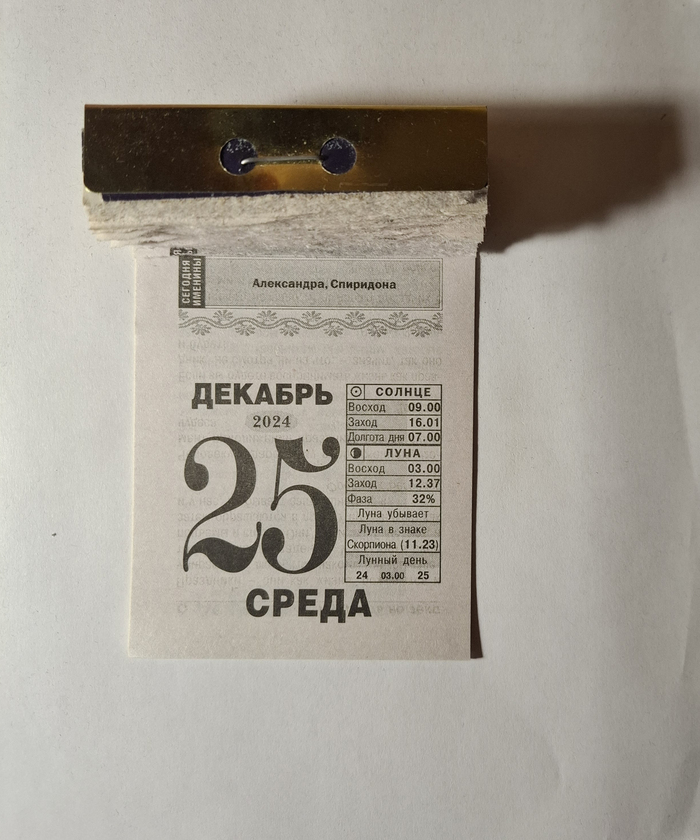 СЕГОДНЯ
ИМЕНИНЫ
Александра, Спиридона
ДЕКАБРЬ
2024
25
СРЕДА
СОЛНЦЕ
Восход 09.00
Заход 16.01
Долгота дня 07.00
ЛУНА
Восход 03.00
Заход 12.37
Фаза 32%
Луна убывает
Луна в знаке
Скорпиона (11.23)
Лунный день
24 03.00 25